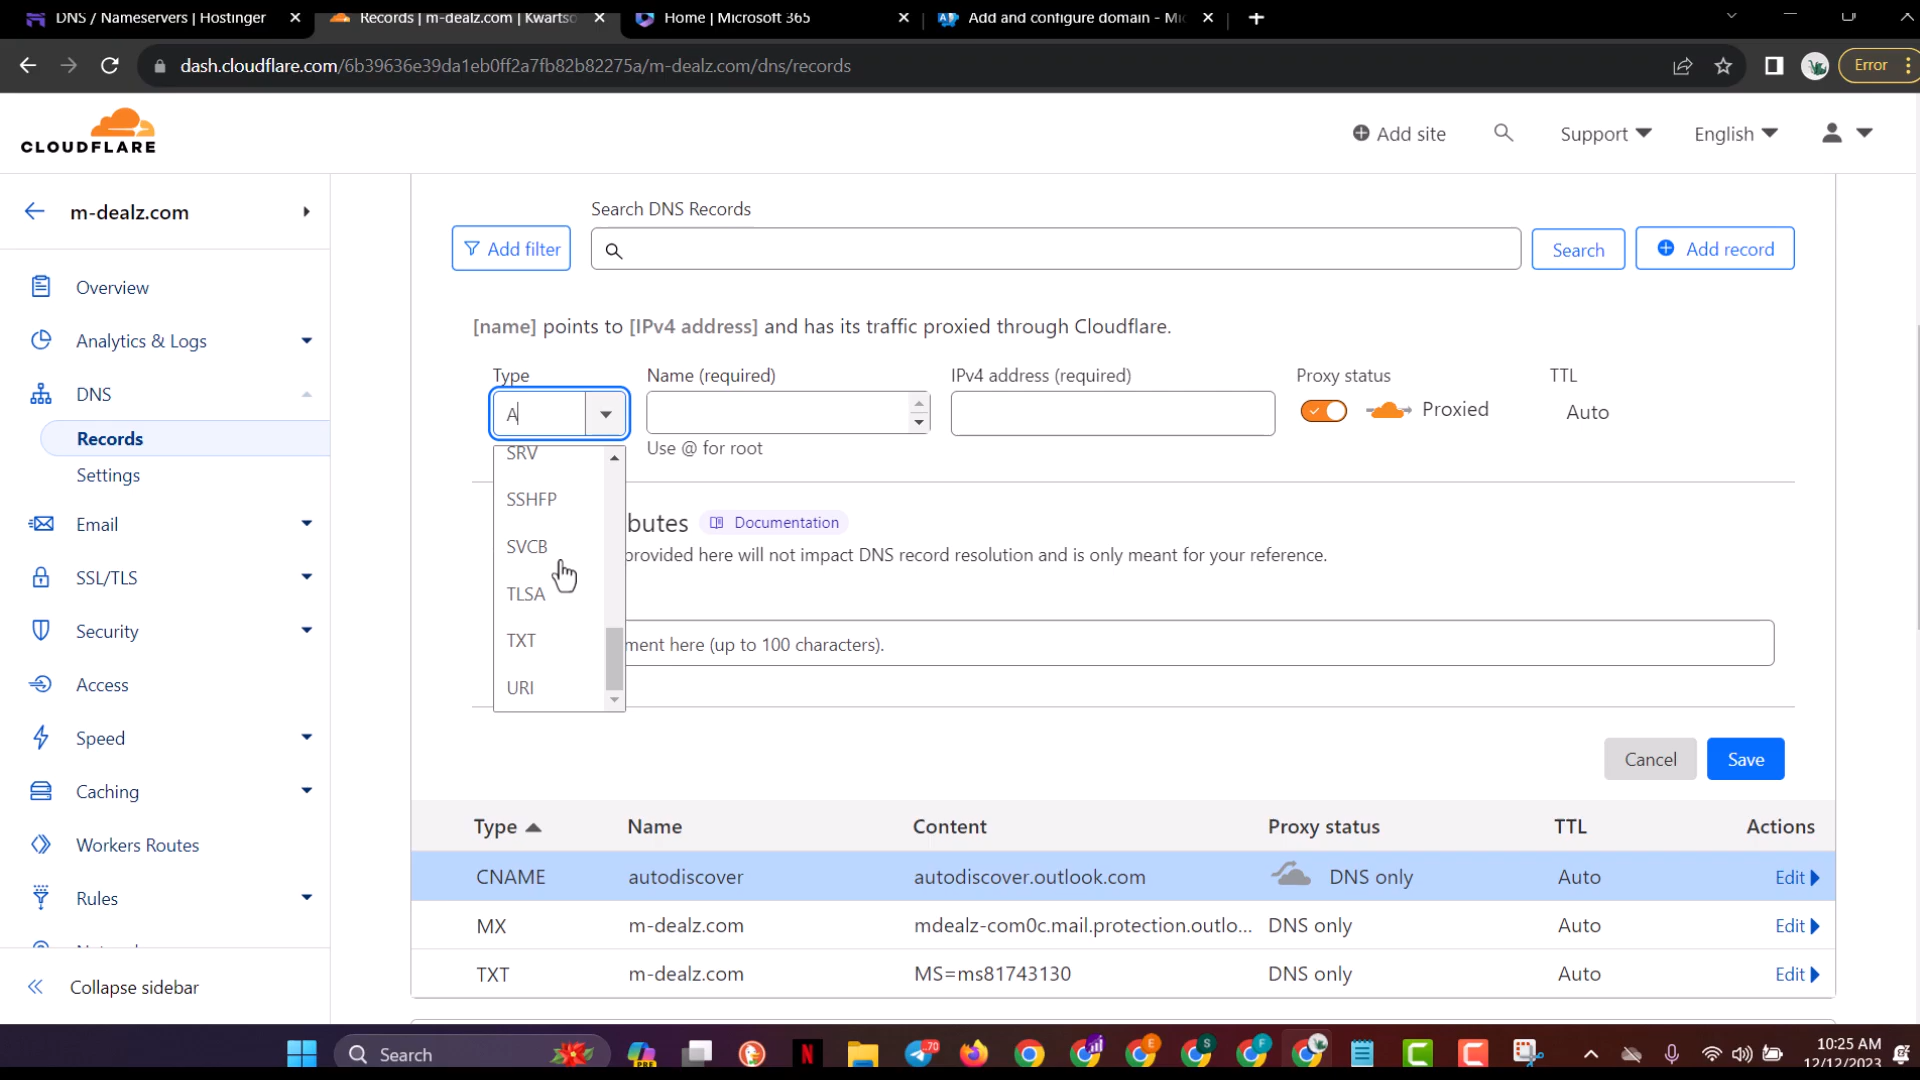 DNS / Nameservers | Hostinger
Records | m-dealz.com | Kwartso
Home | Microsoft 365
Add and configure domain - Mi
dash.cloudflare.com/6b39636e39da1eb0ff2a7fb82b82275a/m-dealz.com/dns/records
Error
CLOUDFLARE
Add site
Support
English
m-dealz.com
Overview
Analytics & Logs
DNS
Records
Settings
Email
SSL/TLS
Security
Access
Speed
Caching
Workers Routes
Rules
Collapse sidebar
Search DNS Records
Add filter
Search
Add record
[name] points to [IPv4 address] and has its traffic proxied through Cloudflare.
Type
Name (required)
IPv4 address (required)
Proxy status
TTL
A
Proxied
Auto
Use @ for root
SRV
SSHFP
SVCB
TLSA
TXT
URI
butes
Documentation
provided here will not impact DNS record resolution and is only meant for your reference.
ment here (up to 100 characters).
Cancel
Save
Type Name Content Proxy status TTL Actions
CNAME autodiscover autodiscover.outlook.com DNS only Auto Edit
MX m-dealz.com mdealz-com0c.mail.protection.outlo... DNS only Auto Edit
TXT m-dealz.com MS=ms81743130 DNS only Auto Edit
Search
PRE
70
E
S
F
10:25 AM
12/12/2023